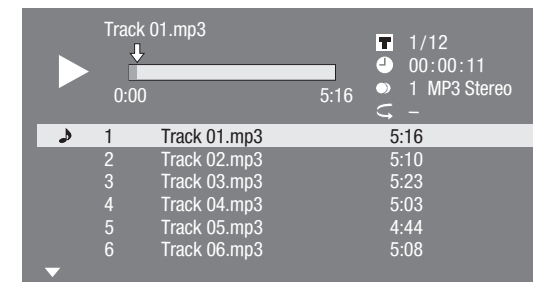 Track 01.mp3
T 1/12
00:00:11
1 MP3 Stereo
–
0:00 5:16
1 Track 01.mp3 5:16
2 Track 02.mp3 5:10
3 Track 03.mp3 5:23
4 Track 04.mp3 5:03
5 Track 05.mp3 4:44
6 Track 06.mp3 5:08